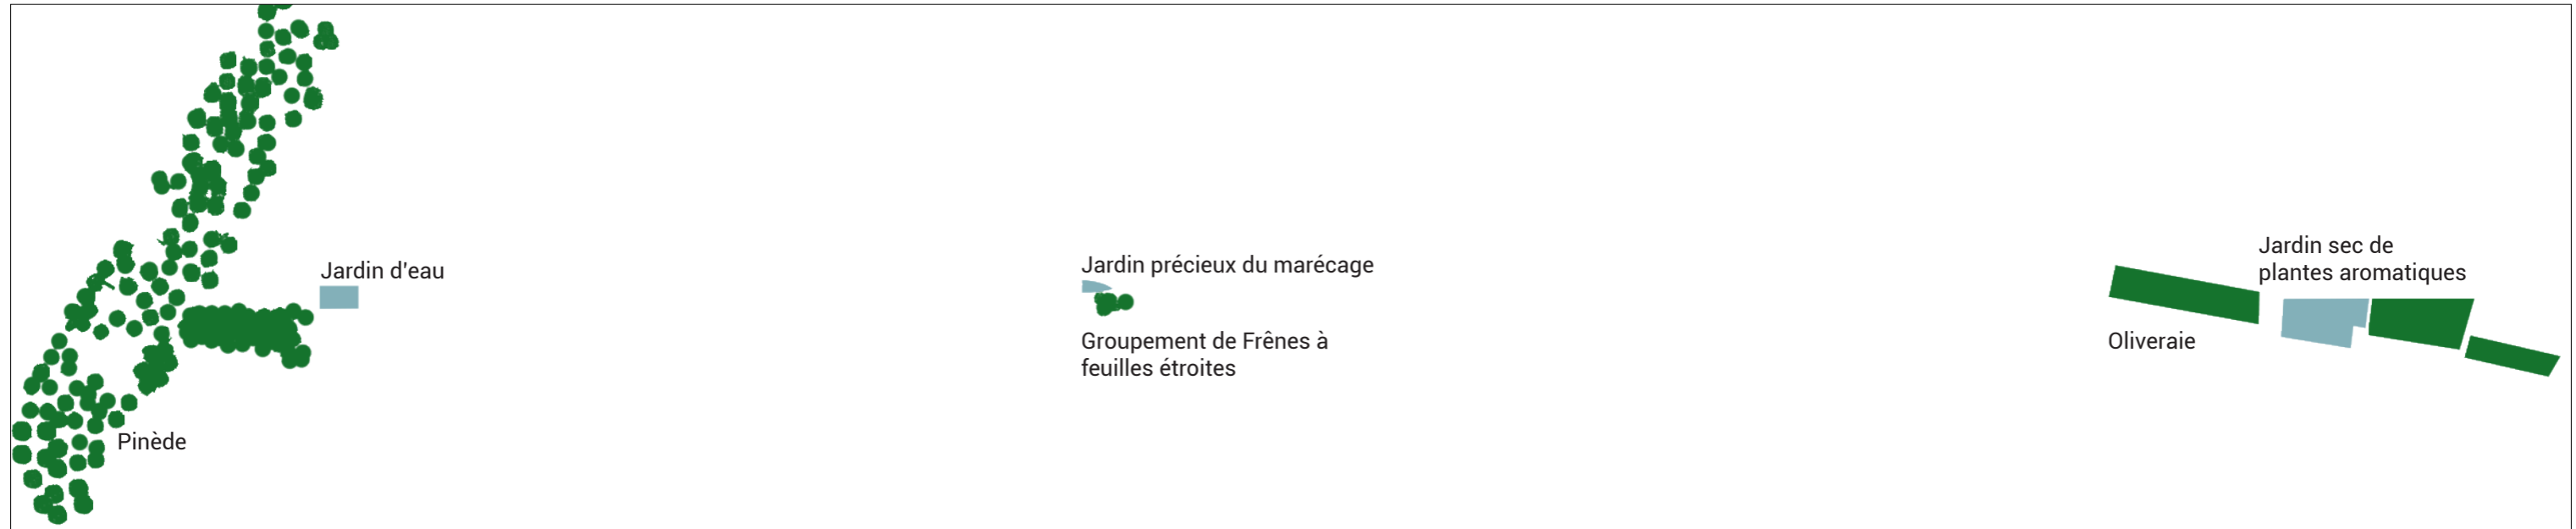 Jardin d'eau
Pinède
Jardin précieux du marécage
Groupement de Frênes à
feuilles étroites
Jardin sec de
plantes aromatiques
Oliveraie